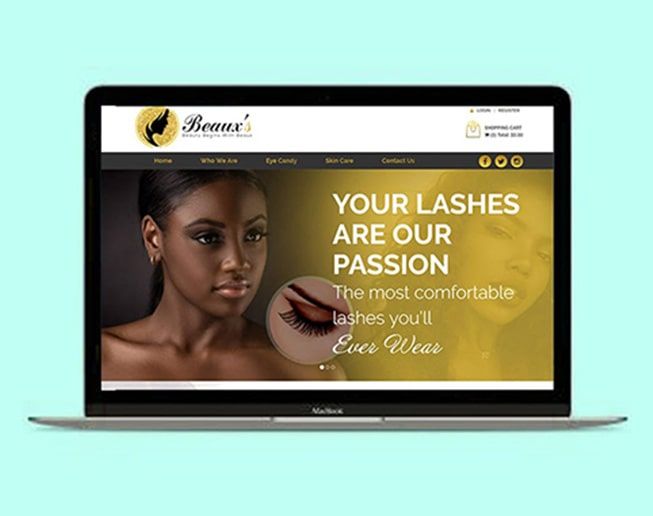 LOGIN | REGISTER
Beaux's
Beauty Begins With Beaux
SHOPPING CART
(0) Total: $0.00
Home Who We Are Eye Candy Skin Care Contact Us
YOUR LASHES
ARE OUR
PASSION
The most comfortable
lashes you'll
Ever Wear
MacBook